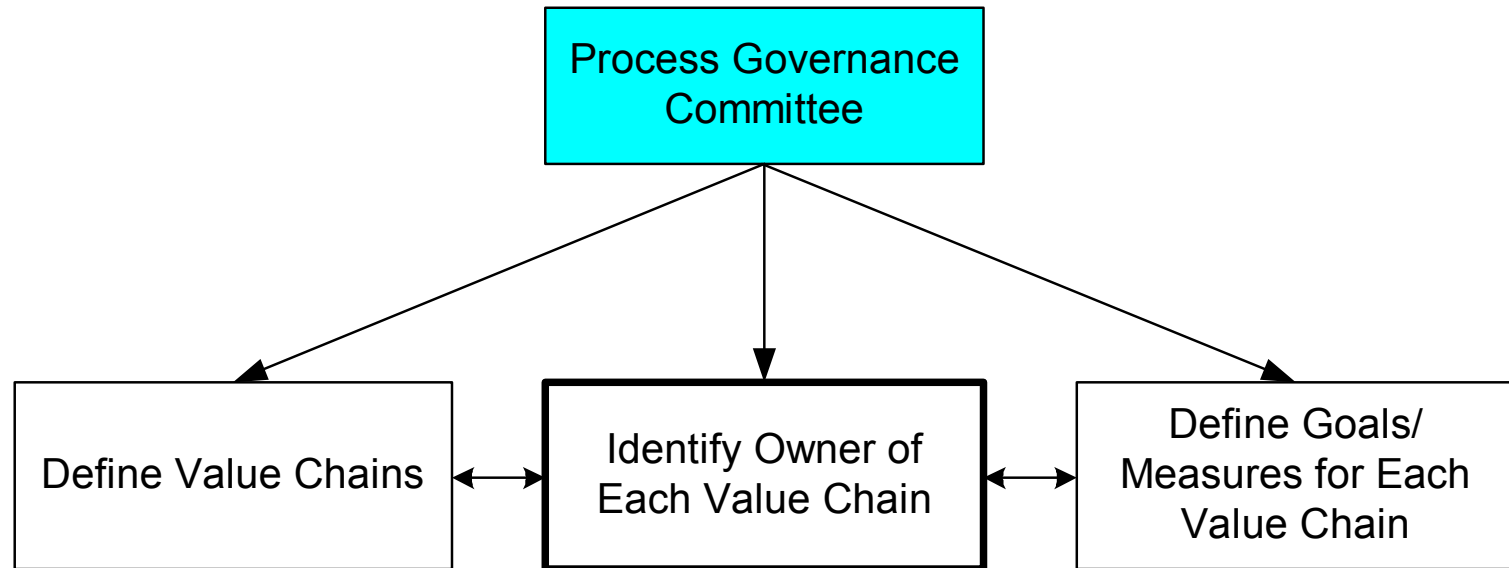 Process Governance
Committee
Define Value Chains
Identify Owner of
Each Value Chain
Define Goals/
Measures for Each
Value Chain